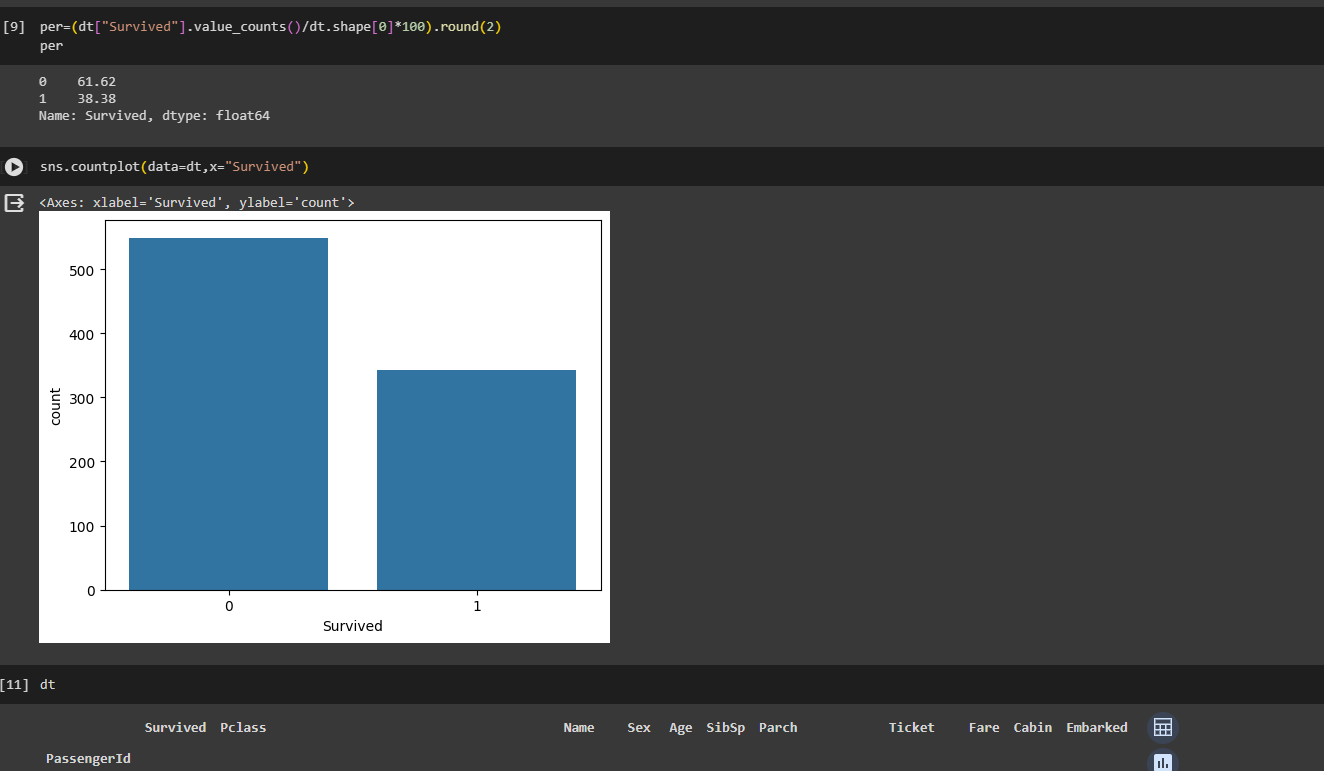 [9] per=(dt["Survived"].value_counts()/dt.shape[0]*100).round(2)
per
0    61.62
1    38.38
Name: Survived, dtype: float64
sns.countplot(data=dt,x="Survived")
<Axes: xlabel='Survived', ylabel='count'>
500
400
300
200
100
0
count
0 1
Survived
[11] dt
Survived Pclass Name Sex Age SibSp Parch Ticket Fare Cabin Embarked
PassengerId